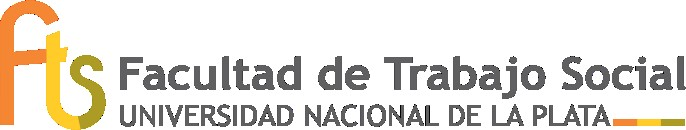 fts Facultad de Trabajo Social
UNIVERSIDAD NACIONAL DE LA PLATA